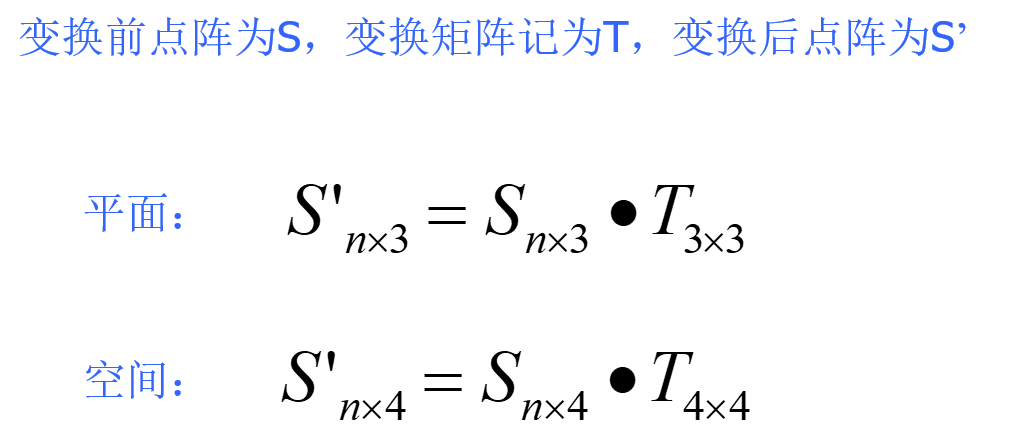 变换前点阵为S，变换矩阵记为T，变换后点阵为S’
平面： S'n×3 = Sn×3 • T3×3
空间： S'n×4 = Sn×4 • T4×4